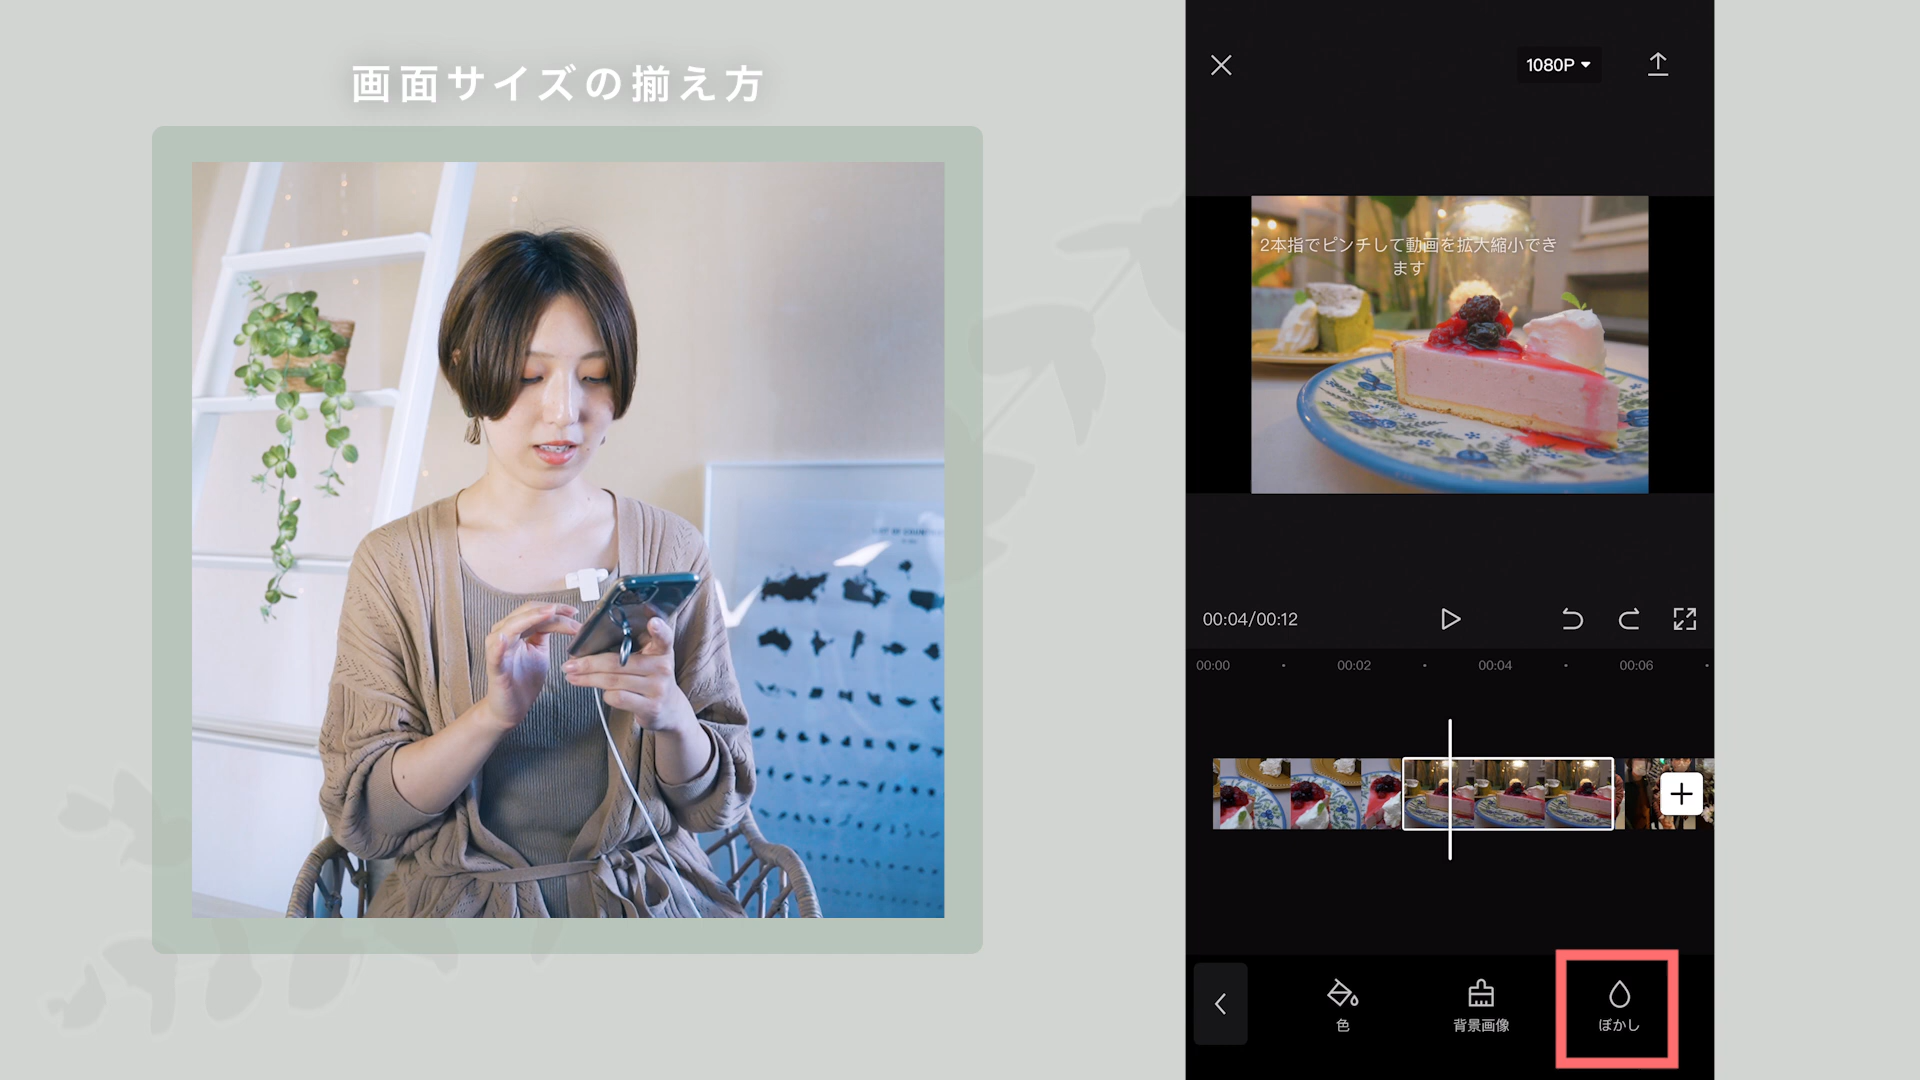 画面サイズの揃え方
1080P
2本指でピンチして動画を拡大縮小でき
ます
00:04/00:12
00:00
00:02
00:04
00:06
色
背景画像
ぼかし